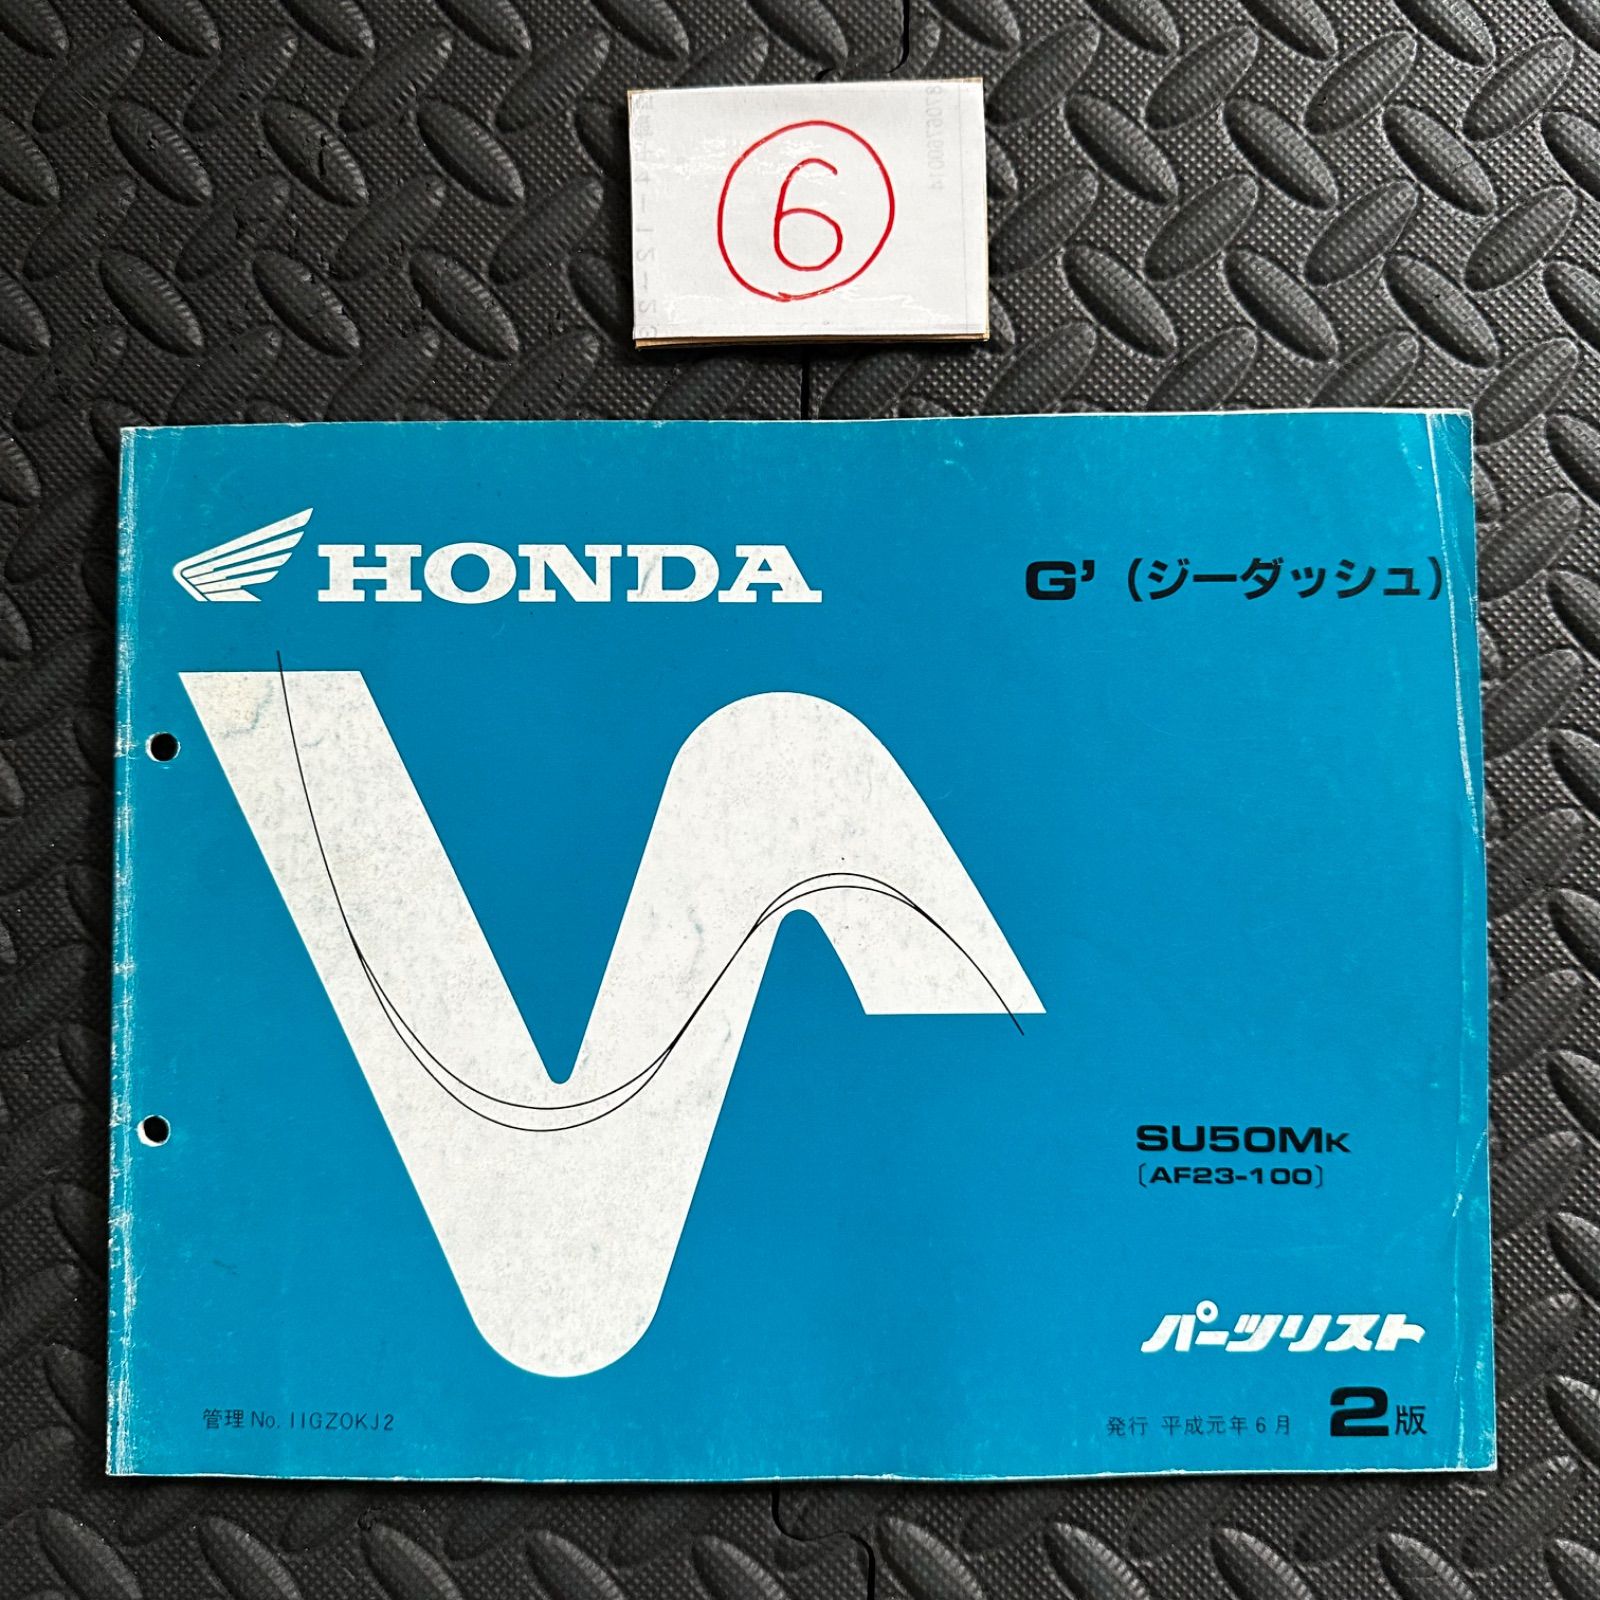 6
8706760014
HONDA
G' (ジーダッシュ)
SU50MK
〔AF23-100〕
パーツリスト
管理 No. 11GZ0KJ2
発行 平成元年6月 2版